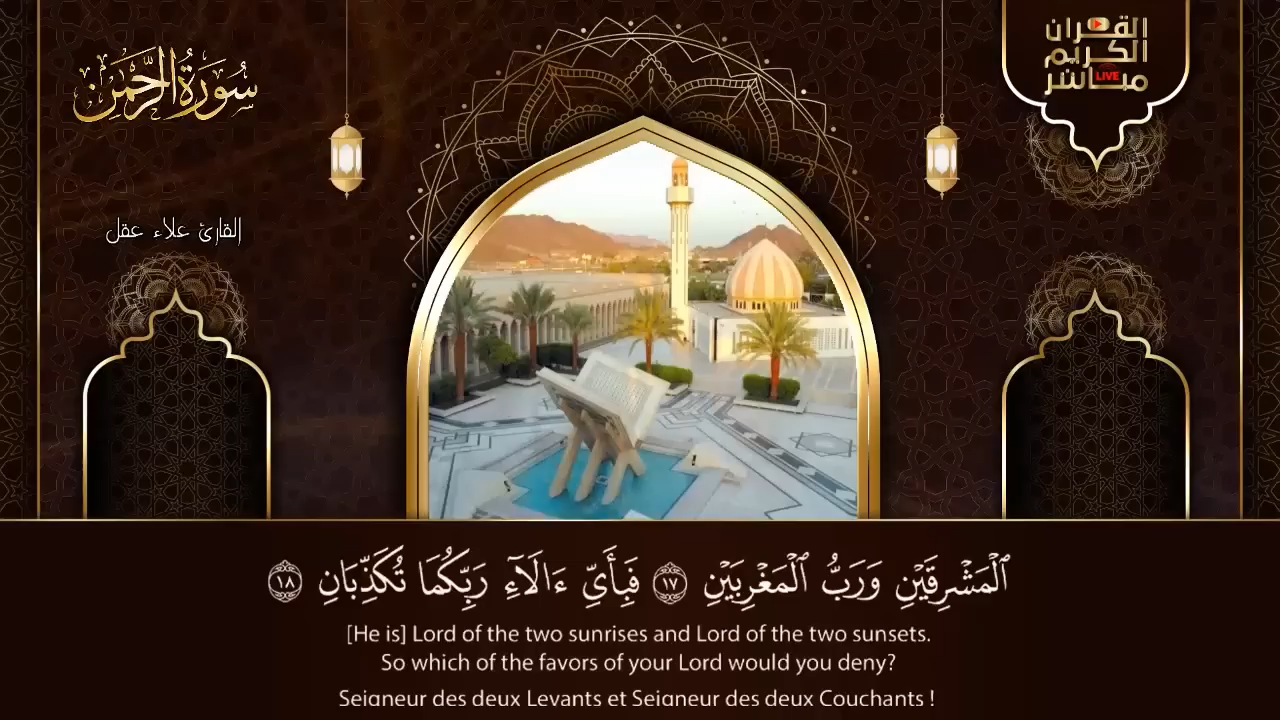 سُورَةُ الرَّحْمَٰن
القرآن
الكريم
مباشر
LIVE
القارئ علاء عقل
ٱلْمَشْرِقَيْنِ وَرَبُّ ٱلْمَغْرِبَيْنِ ١٧ فَبِأَيِّ ءَالَآءِ رَبِّكُمَا تُكَذِّبَانِ ١٨
[He is] Lord of the two sunrises and Lord of the two sunsets.
So which of the favors of your Lord would you deny?
Seigneur des deux Levants et Seigneur des deux Couchants !